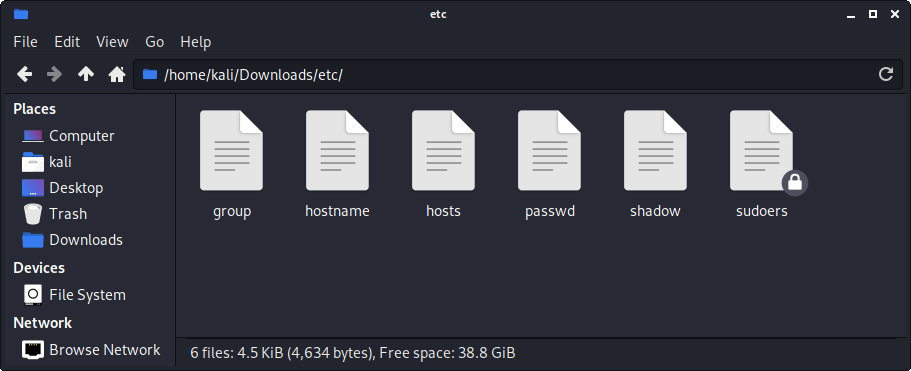 etc
File Edit View Go Help
/home/kali/Downloads/etc/
Places
Computer
kali
Desktop
Trash
Downloads
Devices
File System
Network
Browse Network
group hostname hosts passwd shadow sudoers
6 files: 4.5 KiB (4,634 bytes), Free space: 38.8 GiB